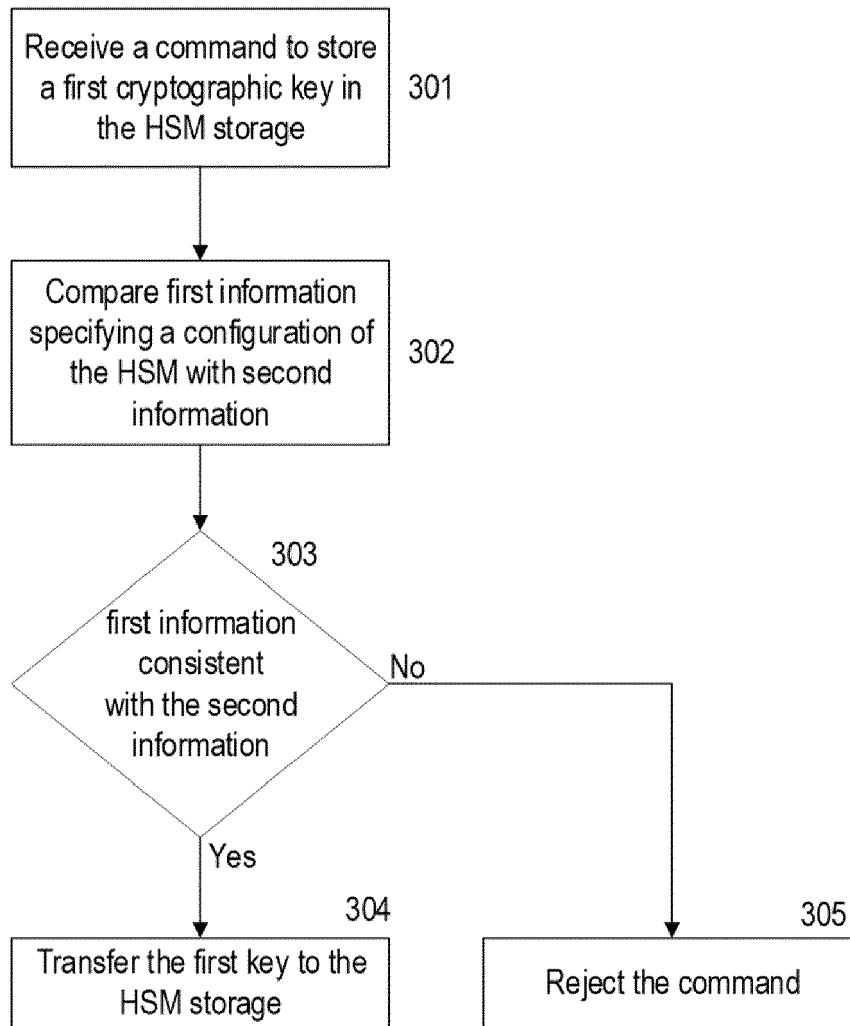 Receive a command to store
a first cryptographic key in
the HSM storage
301
Compare first information
specifying a configuration of
the HSM with second
information
302
303
first information
consistent
with the second
information
No
Yes
304
Transfer the first key to the
HSM storage
305
Reject the command